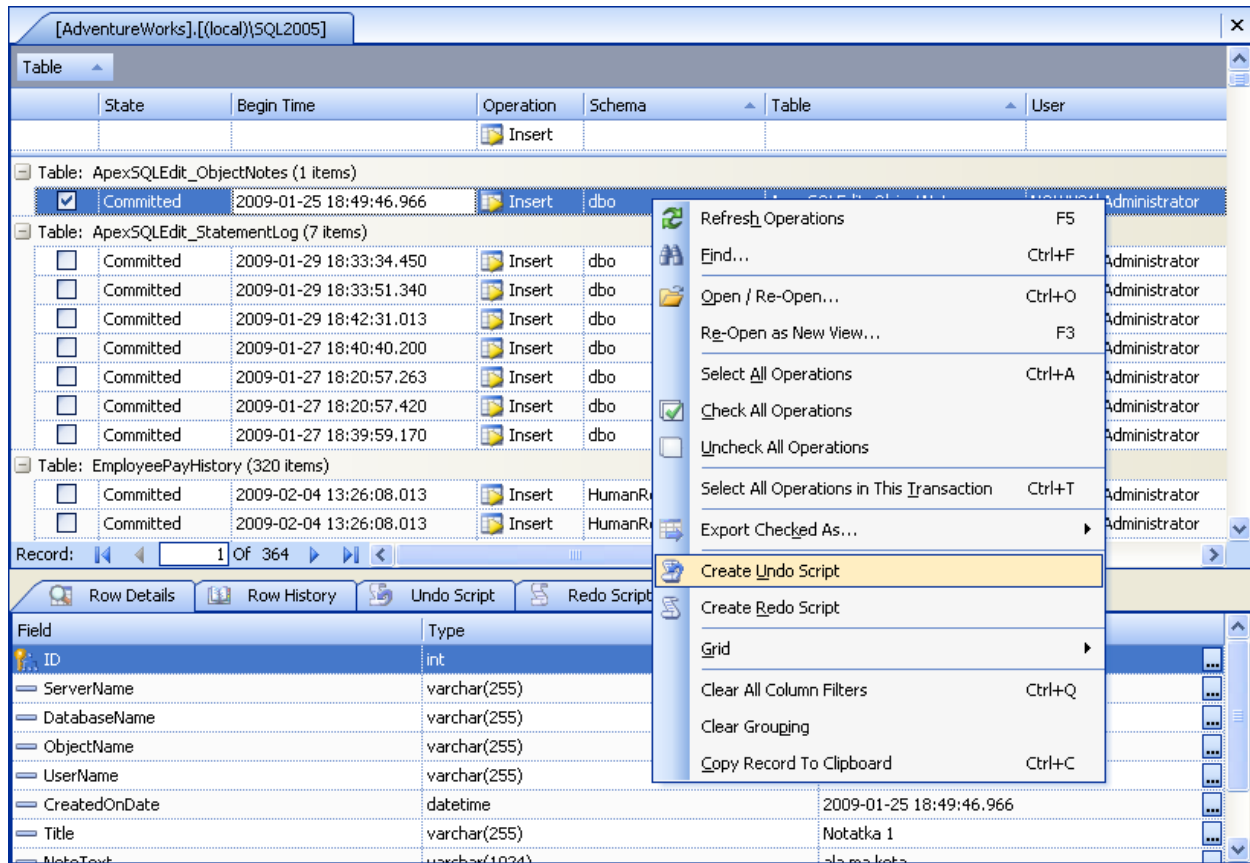 [AdventureWorks].[(local)\SQL2005]
Table
State Begin Time Operation Schema Table User
Insert
Table: ApexSQLEdit_ObjectNotes (1 items)
Committed 2009-01-25 18:49:46.966 Insert dbo Administrator
Table: ApexSQLEdit_StatementLog (7 items)
Committed 2009-01-29 18:33:34.450 Insert dbo Administrator
Committed 2009-01-29 18:33:51.340 Insert dbo Administrator
Committed 2009-01-29 18:42:31.013 Insert dbo Administrator
Committed 2009-01-27 18:40:40.200 Insert dbo Administrator
Committed 2009-01-27 18:20:57.263 Insert dbo Administrator
Committed 2009-01-27 18:20:57.420 Insert dbo Administrator
Committed 2009-01-27 18:39:59.170 Insert dbo Administrator
Table: EmployeePayHistory (320 items)
Committed 2009-02-04 13:26:08.013 Insert HumanR Administrator
Committed 2009-02-04 13:26:08.013 Insert HumanR Administrator
Record: 1 Of 364
Refresh Operations F5
Find... Ctrl+F
Open / Re-Open... Ctrl+O
Re-Open as New View... F3
Select All Operations Ctrl+A
Check All Operations
Uncheck All Operations
Select All Operations in This Transaction Ctrl+T
Export Checked As...
Create Undo Script
Create Redo Script
Grid
Clear All Column Filters Ctrl+Q
Clear Grouping
Copy Record To Clipboard Ctrl+C
Row Details Row History Undo Script Redo Script
Field Type
ID int
ServerName varchar(255)
DatabaseName varchar(255)
ObjectName varchar(255)
UserName varchar(255)
CreatedOnDate datetime 2009-01-25 18:49:46.966
Title varchar(255) Notatka 1
NoteText varchar(1024) ala ma kota